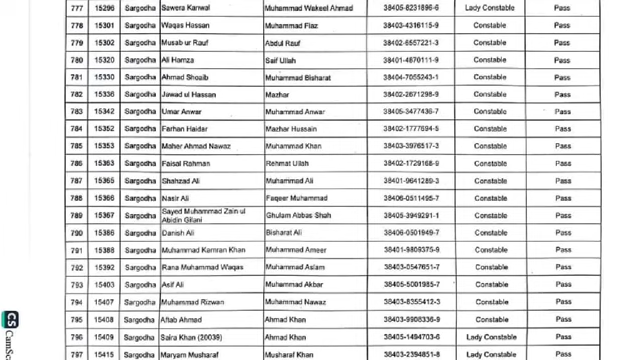 777 15296 Sargodha Sawera Kanwal Muhammad Wakeel Ahmad 38405-8231896-6 Lady Constable Pass
778 15301 Sargodha Waqas Hassan Muhammad Fiaz 38403-4316115-9 Constable Pass
779 15302 Sargodha Musab ur Rauf Abdul Rauf 38402-6557221-3 Constable Pass
780 15320 Sargodha Ali Hamza Saif Ullah 38401-4870111-9 Constable Pass
781 15330 Sargodha Ahmad Shoaib Muhammad Bisharat 38404-7055243-1 Constable Pass
782 15336 Sargodha Jawad ul Hassan Mazhar 38402-2671298-9 Constable Pass
783 15342 Sargodha Umar Anwar Muhammad Anwar 38405-3477436-7 Constable Pass
784 15352 Sargodha Farhan Haidar Mazhar Hussain 38402-1777694-5 Constable Pass
785 15353 Sargodha Maher Ahmad Nawaz Muhammad Khan 38403-3976517-3 Constable Pass
786 15363 Sargodha Faisal Rahman Rehmat Ullah 38402-1729168-9 Constable Pass
787 15365 Sargodha Shahzad Ali Muhammad Ali 38401-9641289-3 Constable Pass
788 15366 Sargodha Nasir Ali Faqeer Muhammad 38406-0511495-7 Constable Pass
789 15367 Sargodha Sayed Muhammad Zain ul Abidin Gilani Ghulam Abbas Shah 38405-3949291-1 Constable Pass
790 15386 Sargodha Danish Ali Bisharat Ali 38406-0501949-7 Constable Pass
791 15388 Sargodha Muhammad Kamran Khan Muhammad Ameer 38401-9809375-9 Constable Pass
792 15392 Sargodha Rana Muhammad Waqas Muhammad Aslam 38403-0547651-7 Constable Pass
793 15403 Sargodha Asif Ali Muhammad Akbar 38405-5001985-7 Constable Pass
794 15407 Sargodha Muhammad Rizwan Muhammad Nawaz 38403-8355412-3 Constable Pass
795 15408 Sargodha Aftab Ahmad Ahmad Khan 38403-9908336-9 Constable Pass
796 15409 Sargodha Saira Khan (20039) Ahmad Khan 38405-1494703-6 Lady Constable Pass
797 15415 Sargodha Maryam Musharaf Musharaf Khan 38403-2394851-8 Lady Constable Pass
CS CamSc